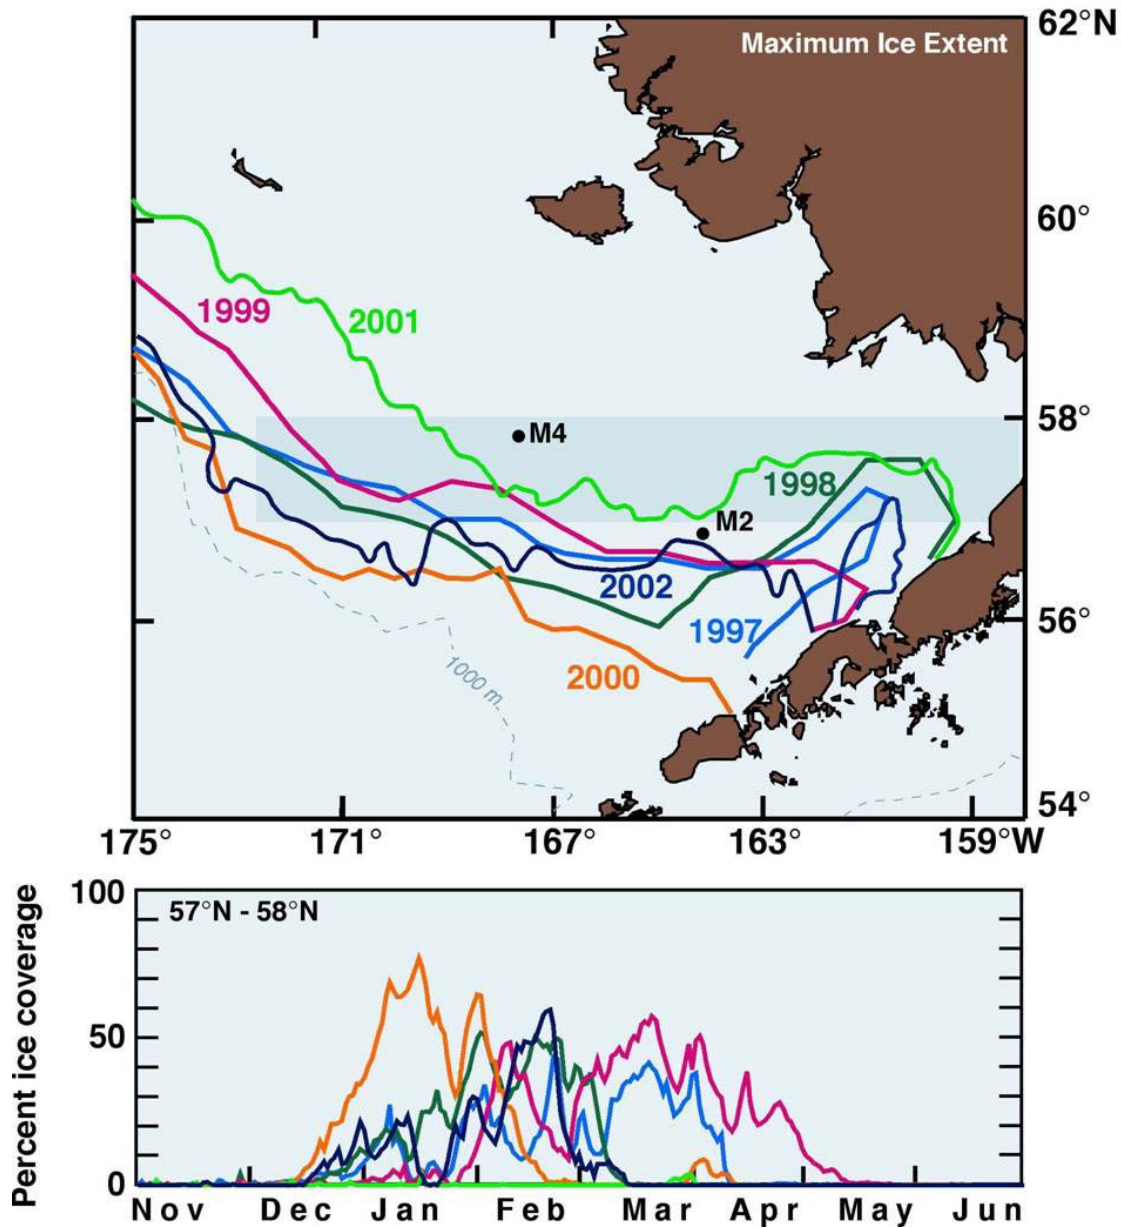 62°N
Maximum Ice Extent
60°
1999
2001
58°
M4
1998
M2
2002
1997
56°
2000
1000 m.
54°
175° 171° 167° 163° 159°W
100
57°N - 58°N
Percent ice coverage
50
0
Nov Dec Jan Feb Mar Apr May Jun